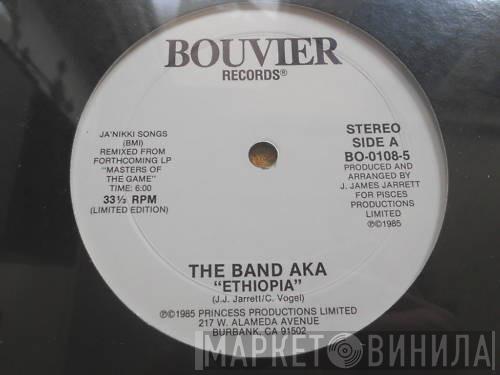 BOUVIER
RECORDS®
JA'NIKKI SONGS
(BMI)
REMIXED FROM
FORTHCOMING LP
"MASTERS OF
THE GAME"
TIME: 6:00
33⅓ RPM
(LIMITED EDITION)
STEREO
SIDE A
BO-0108-5
PRODUCED AND
ARRANGED BY
J. JAMES JARRETT
FOR PISCES
PRODUCTIONS
LIMITED
℗©1985
THE BAND AKA
"ETHIOPIA"
(J.J. Jarrett/C. Vogel)
℗©1985 PRINCESS PRODUCTIONS LIMITED
217 W. ALAMEDA AVENUE
BURBANK, CA 91502
МАРКЕТ ВИНИЛА